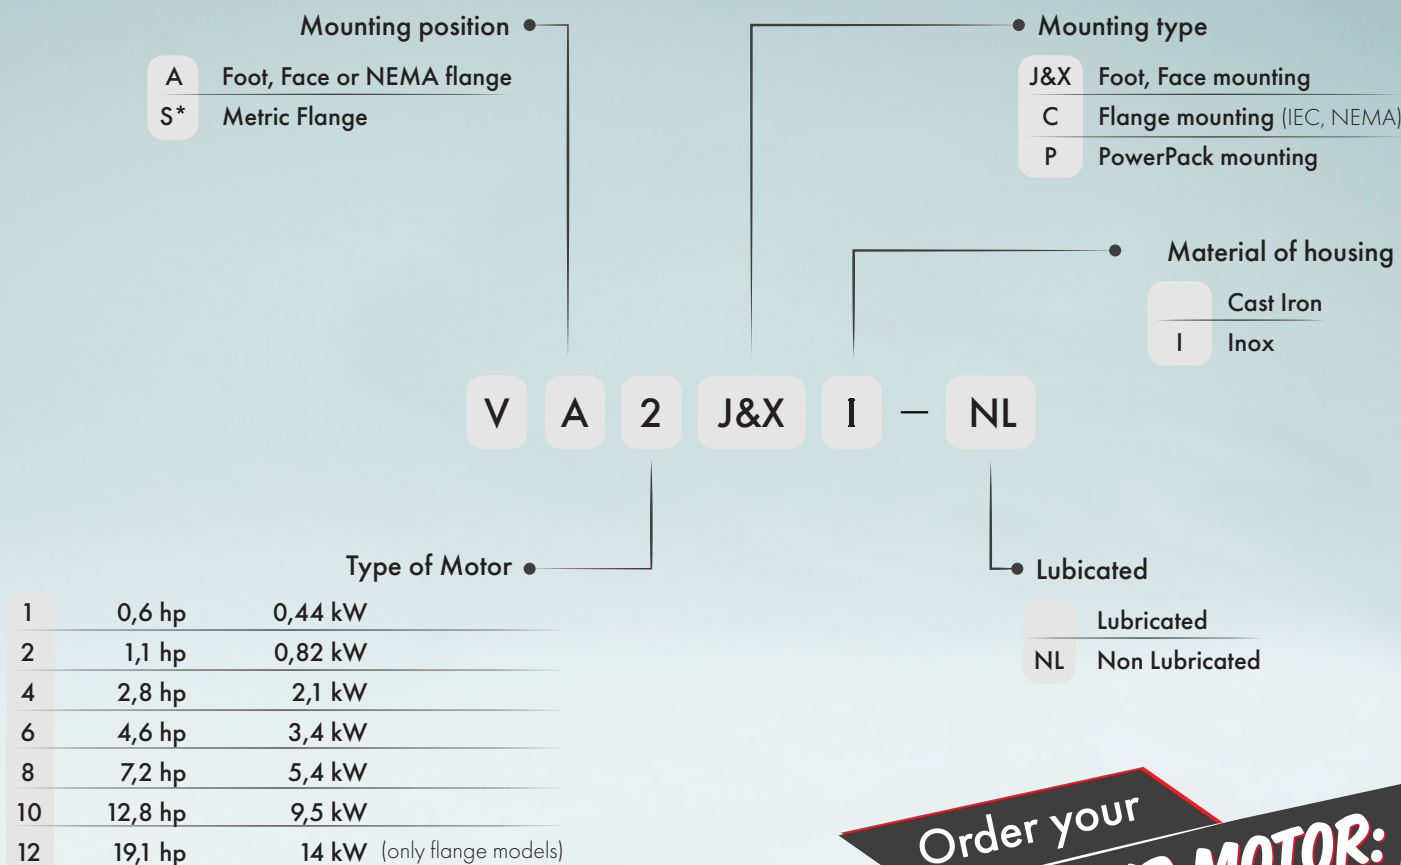 Mounting position
A Foot, Face or NEMA flange
S* Metric Flange
Mounting type
J&X Foot, Face mounting
C Flange mounting (IEC, NEMA)
P PowerPack mounting
Material of housing
Cast Iron
I Inox
V A 2 J&X I – NL
Type of Motor
1 0,6 hp 0,44 kW
2 1,1 hp 0,82 kW
4 2,8 hp 2,1 kW
6 4,6 hp 3,4 kW
8 7,2 hp 5,4 kW
10 12,8 hp 9,5 kW
12 19,1 hp 14 kW (only flange models)
Lubicated
Lubricated
NL Non Lubricated
Order your
MOTOR: